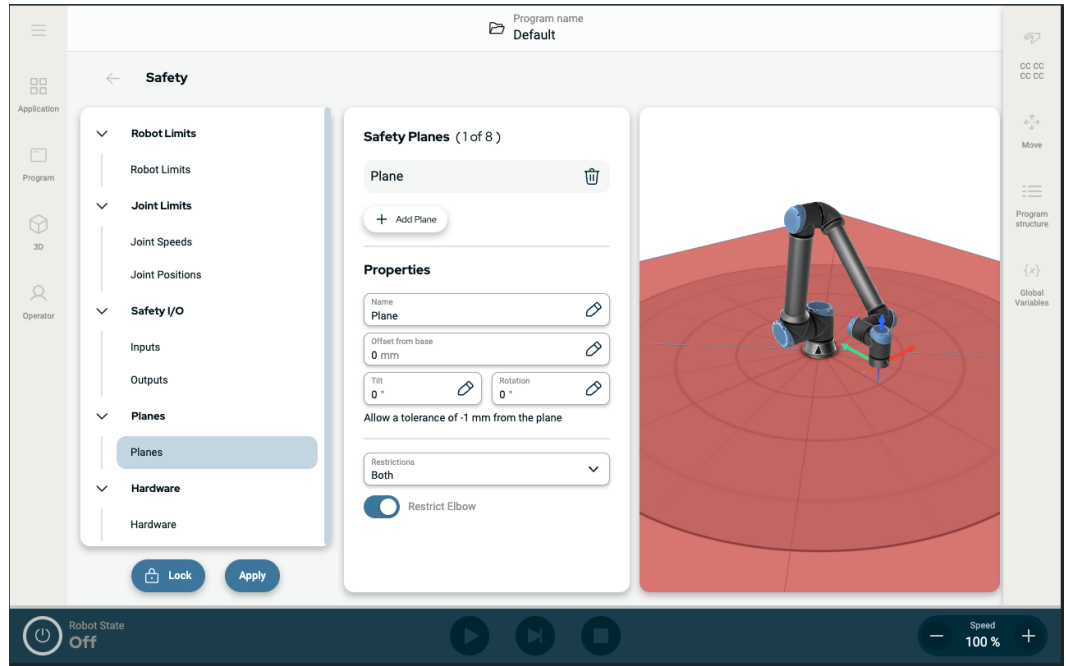 Program name
Default
CC CC
CC CC
Safety
Application
Program
3D
Operator
Robot Limits
Robot Limits
Joint Limits
Joint Speeds
Joint Positions
Safety I/O
Inputs
Outputs
Planes
Planes
Hardware
Hardware
Lock
Apply
Safety Planes (1 of 8)
Plane
+ Add Plane
Properties
Name
Plane
Offset from base
0 mm
Tilt
0 °
Rotation
0 °
Allow a tolerance of -1 mm from the plane
Restrictions
Both
Restrict Elbow
Move
Program
structure
{x}
Global
Variables
Robot State
Off
Speed
100 %